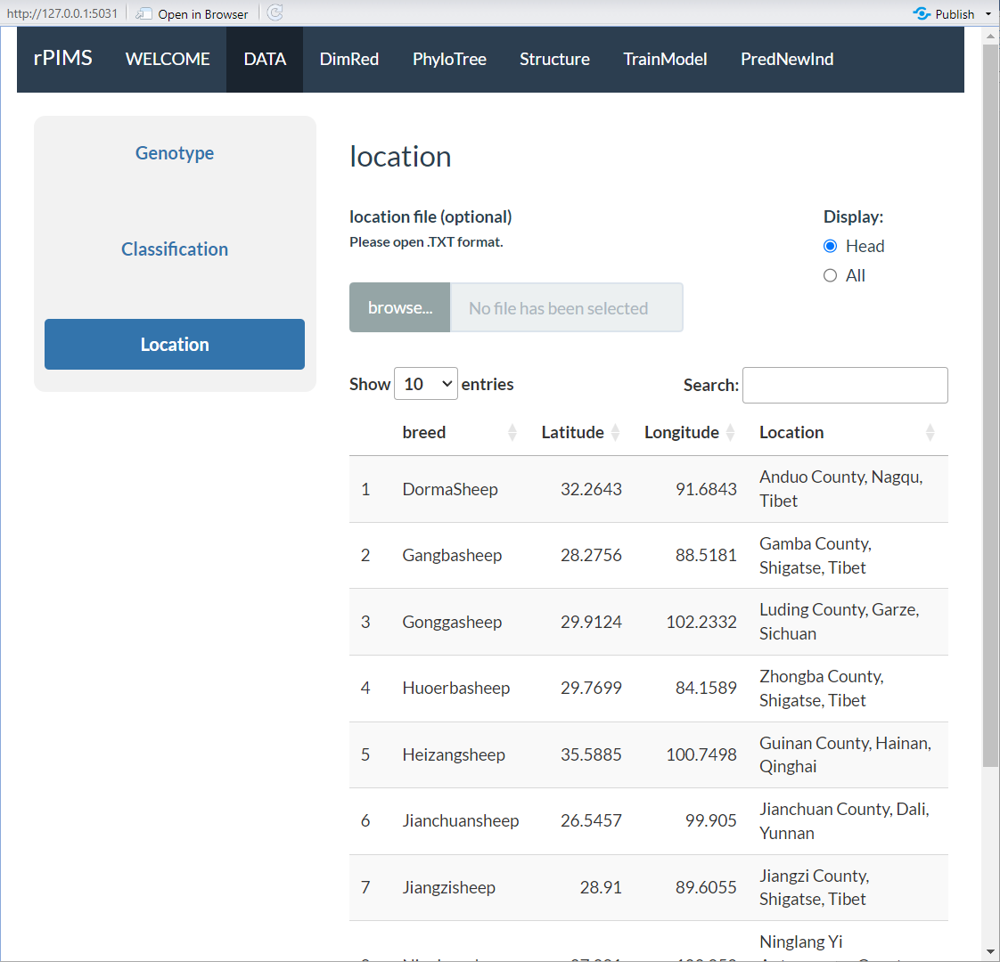 http://127.0.0.1:5031 Open in Browser Publish
rPIMS WELCOME DATA DimRed PhyloTree Structure TrainModel PredNewInd
Genotype
Classification
Location
location
location file (optional)
Please open .TXT format.
Display:
Head
All
browse... No file has been selected
Show 10 entries Search:
breed Latitude Longitude Location
1 DormaSheep 32.2643 91.6843 Anduo County, Nagqu,
Tibet
2 Gangbasheep 28.2756 88.5181 Gamba County,
Shigatse, Tibet
3 Gonggasheep 29.9124 102.2332 Luding County, Garze,
Sichuan
4 Huoerbasheep 29.7699 84.1589 Zhongba County,
Shigatse, Tibet
5 Heizangsheep 35.5885 100.7498 Guinan County, Hainan,
Qinghai
6 Jianchuansheep 26.5457 99.905 Jianchuan County, Dali,
Yunnan
7 Jiangzisheep 28.91 89.6055 Jiangzi County,
Shigatse, Tibet
Ninglang Yi